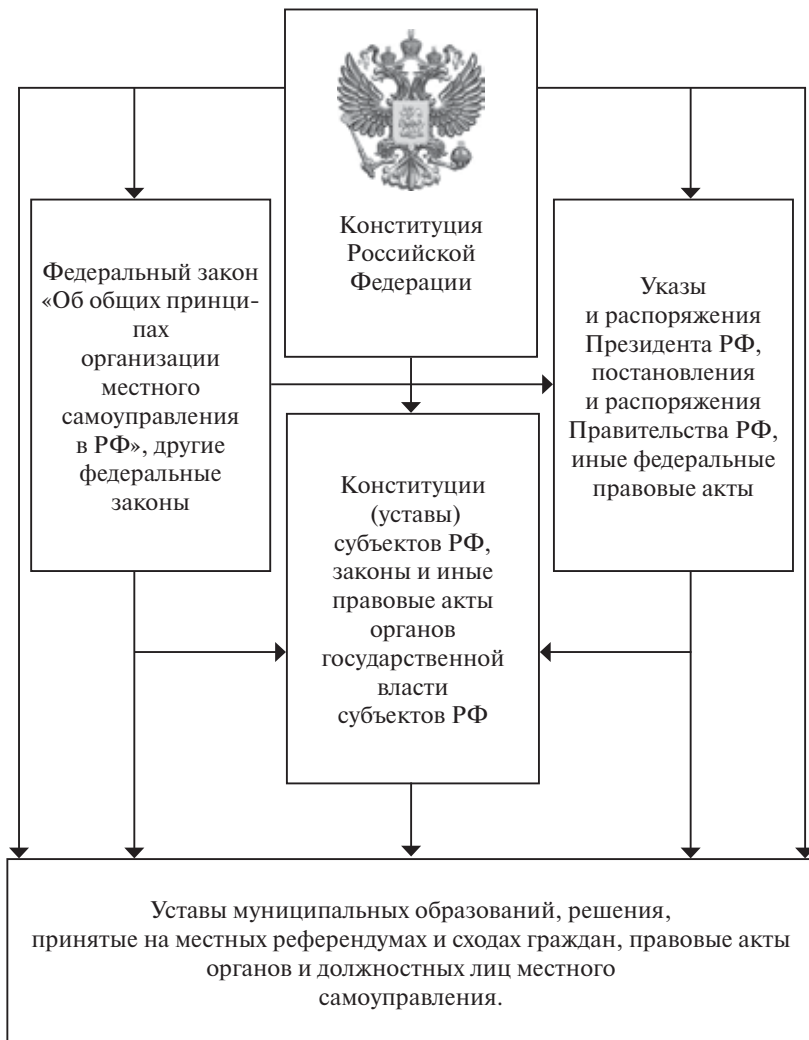 Конституция
Российской
Федерации
Федеральный закон
«Об общих принци-
пах
организации
местного
самоуправления
в РФ», другие
федеральные
законы
Указы
и распоряжения
Президента РФ,
постановления
и распоряжения
Правительства РФ,
иные федеральные
правовые акты
Конституции
(уставы)
субъектов РФ,
законы и иные
правовые акты
органов
государственной
власти
субъектов РФ
Уставы муниципальных образований, решения,
принятые на местных референдумах и сходах граждан, правовые акты
органов и должностных лиц местного
самоуправления.